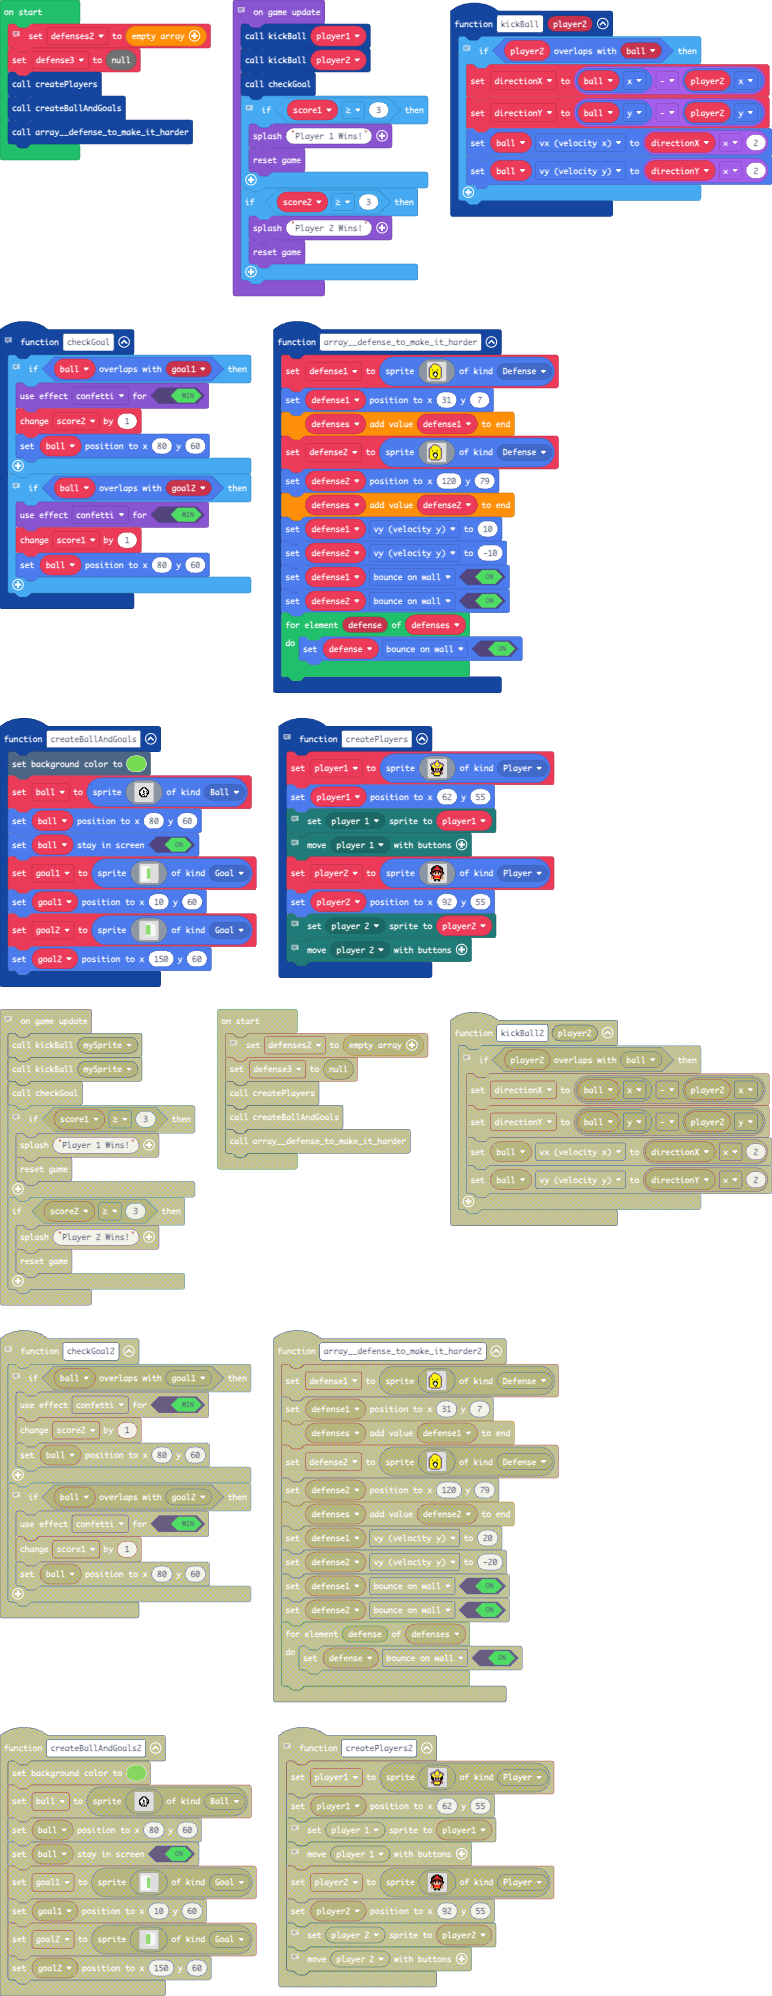 on start
set defenses2 to empty array
set defense3 to null
call createPlayers
call createBallAndGoals
call array__defense_to_make_it_harder
on game update
call kickBall player1
call kickBall player2
call checkGoal
if score1 ≥ 3 then
splash "Player 1 Wins!"
reset game
if score2 ≥ 3 then
splash "Player 2 Wins!"
reset game
function kickBall player2
if player2 overlaps with ball then
set directionX to ball x - player2 x
set directionY to ball y - player2 y
set ball vx (velocity x) to directionX x 2
set ball vy (velocity y) to directionY x 2
function checkGoal
if ball overlaps with goal1 then
use effect confetti for WIN
change score2 by 1
set ball position to x 80 y 60
if ball overlaps with goal2 then
use effect confetti for WIN
change score1 by 1
set ball position to x 80 y 60
function array__defense_to_make_it_harder
set defense1 to sprite of kind Defense
set defense1 position to x 31 y 7
defenses add value defense1 to end
set defense2 to sprite of kind Defense
set defense2 position to x 120 y 79
defenses add value defense2 to end
set defense1 vy (velocity y) to 10
set defense2 vy (velocity y) to -10
set defense1 bounce on wall ON
set defense2 bounce on wall ON
for element defense of defenses
do set defense bounce on wall ON
function createBallAndGoals
set background color to
set ball to sprite of kind Ball
set ball position to x 80 y 60
set ball stay in screen ON
set goal1 to sprite of kind Goal
set goal1 position to x 10 y 60
set goal2 to sprite of kind Goal
set goal2 position to x 150 y 60
function createPlayers
set player1 to sprite of kind Player
set player1 position to x 62 y 55
set player 1 sprite to player1
move player 1 with buttons
set player2 to sprite of kind Player
set player2 position to x 92 y 55
set player 2 sprite to player2
move player 2 with buttons
on game update
call kickBall mySprite
call kickBall mySprite
call checkGoal
if score1 ≥ 3 then
splash "Player 1 Wins!"
reset game
if score2 ≥ 3 then
splash "Player 2 Wins!"
reset game
on start
set defenses2 to empty array
set defense3 to null
call createPlayers
call createBallAndGoals
call array__defense_to_make_it_harder
function kickBall2 player2
if player2 overlaps with ball then
set directionX to ball x - player2 x
set directionY to ball y - player2 y
set ball vx (velocity x) to directionX x 2
set ball vy (velocity y) to directionY x 2
function checkGoal2
if ball overlaps with goal1 then
use effect confetti for WIN
change score2 by 1
set ball position to x 80 y 60
if ball overlaps with goal2 then
use effect confetti for WIN
change score1 by 1
set ball position to x 80 y 60
function array__defense_to_make_it_harder2
set defense1 to sprite of kind Defense
set defense1 position to x 31 y 7
defenses add value defense1 to end
set defense2 to sprite of kind Defense
set defense2 position to x 120 y 79
defenses add value defense2 to end
set defense1 vy (velocity y) to 20
set defense2 vy (velocity y) to -20
set defense1 bounce on wall ON
set defense2 bounce on wall ON
for element defense of defenses
do set defense bounce on wall ON
function createBallAndGoals2
set background color to
set ball to sprite of kind Ball
set ball position to x 80 y 60
set ball stay in screen ON
set goal1 to sprite of kind Goal
set goal1 position to x 10 y 60
set goal2 to sprite of kind Goal
set goal2 position to x 150 y 60
function createPlayers2
set player1 to sprite of kind Player
set player1 position to x 62 y 55
set player 1 sprite to player1
move player 1 with buttons
set player2 to sprite of kind Player
set player2 position to x 92 y 55
set player 2 sprite to player2
move player 2 with buttons